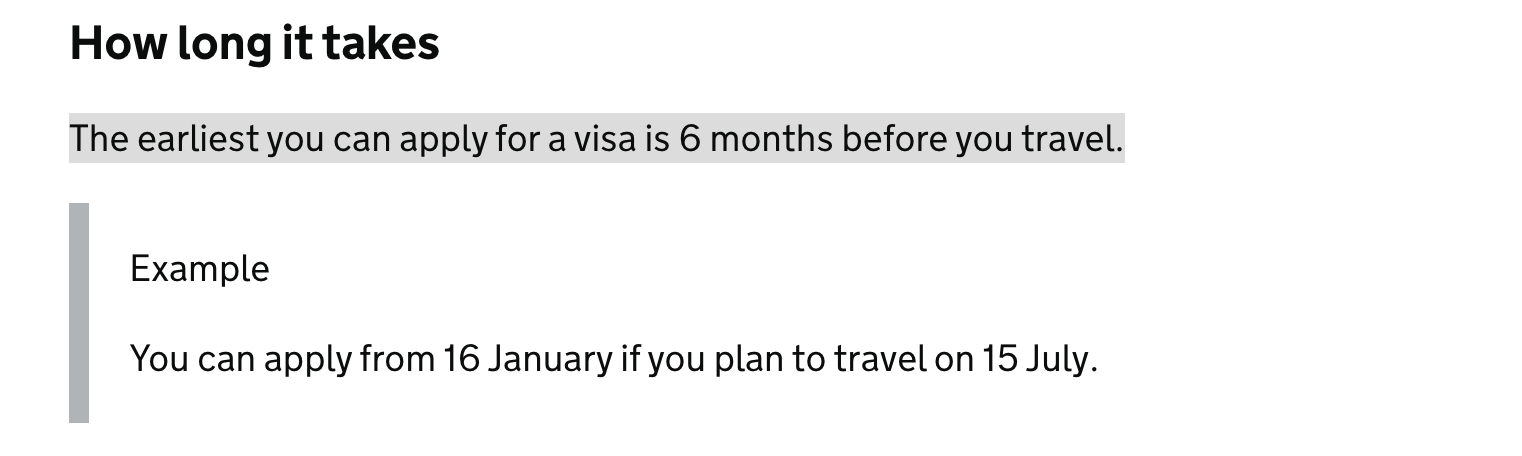 How long it takes
The earliest you can apply for a visa is 6 months before you travel.
Example
You can apply from 16 January if you plan to travel on 15 July.